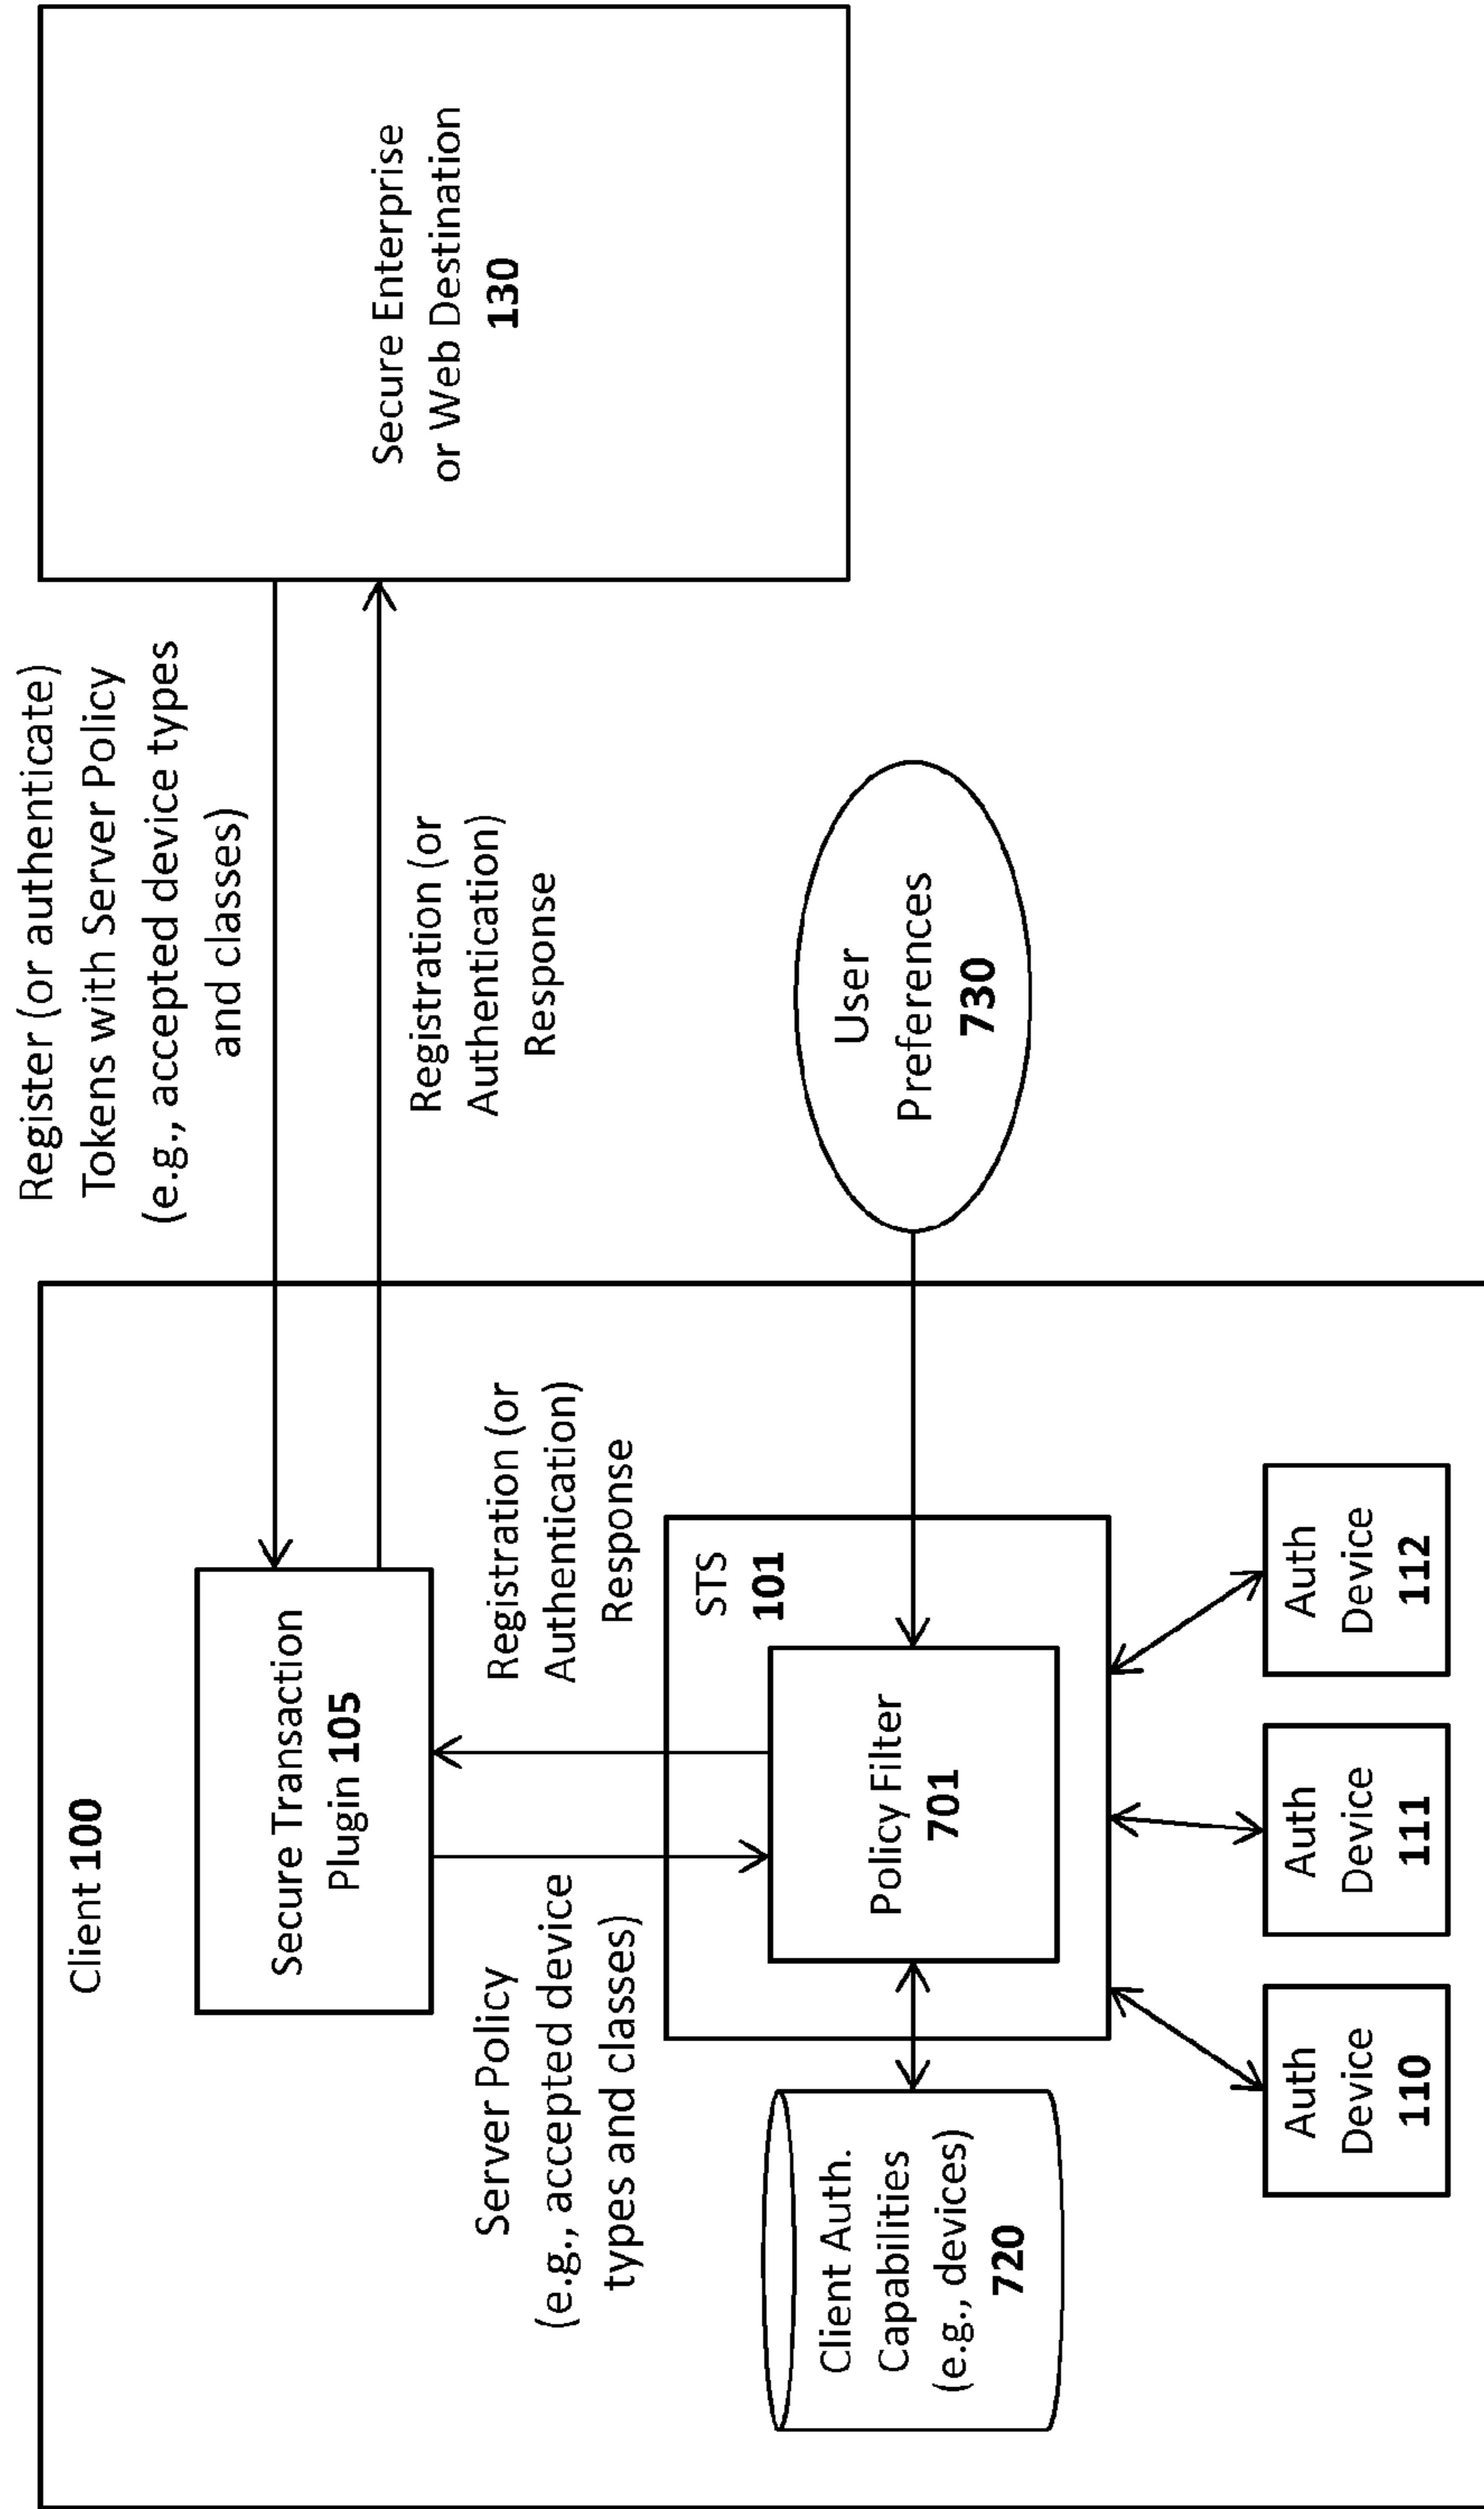 Client 100
Secure Transaction
Plugin 105
Register (or authenticate)
Tokens with Server Policy
(e.g., accepted device types
and classes)
Registration (or
Authentication)
Response
Secure Enterprise
or Web Destination
130
Server Policy
(e.g., accepted device
types and classes)
Registration (or
Authentication)
Response
STS
101
Policy Filter
701
Client Auth.
Capabilities
(e.g., devices)
720
User
Preferences
730
Auth
Device
110
Auth
Device
111
Auth
Device
112